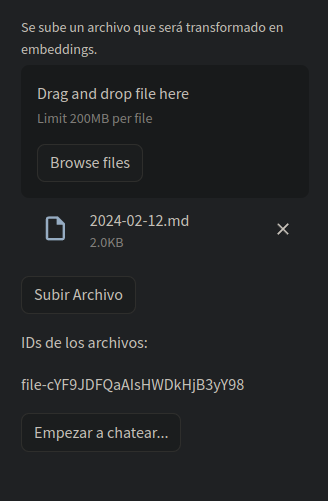 Se sube un archivo que será transformado en
embeddings.
Drag and drop file here
Limit 200MB per file
Browse files
2024-02-12.md
2.0KB
Subir Archivo
IDs de los archivos:
file-cYF9JDFQaAIsHWDkHjB3yY98
Empezar a chatear...